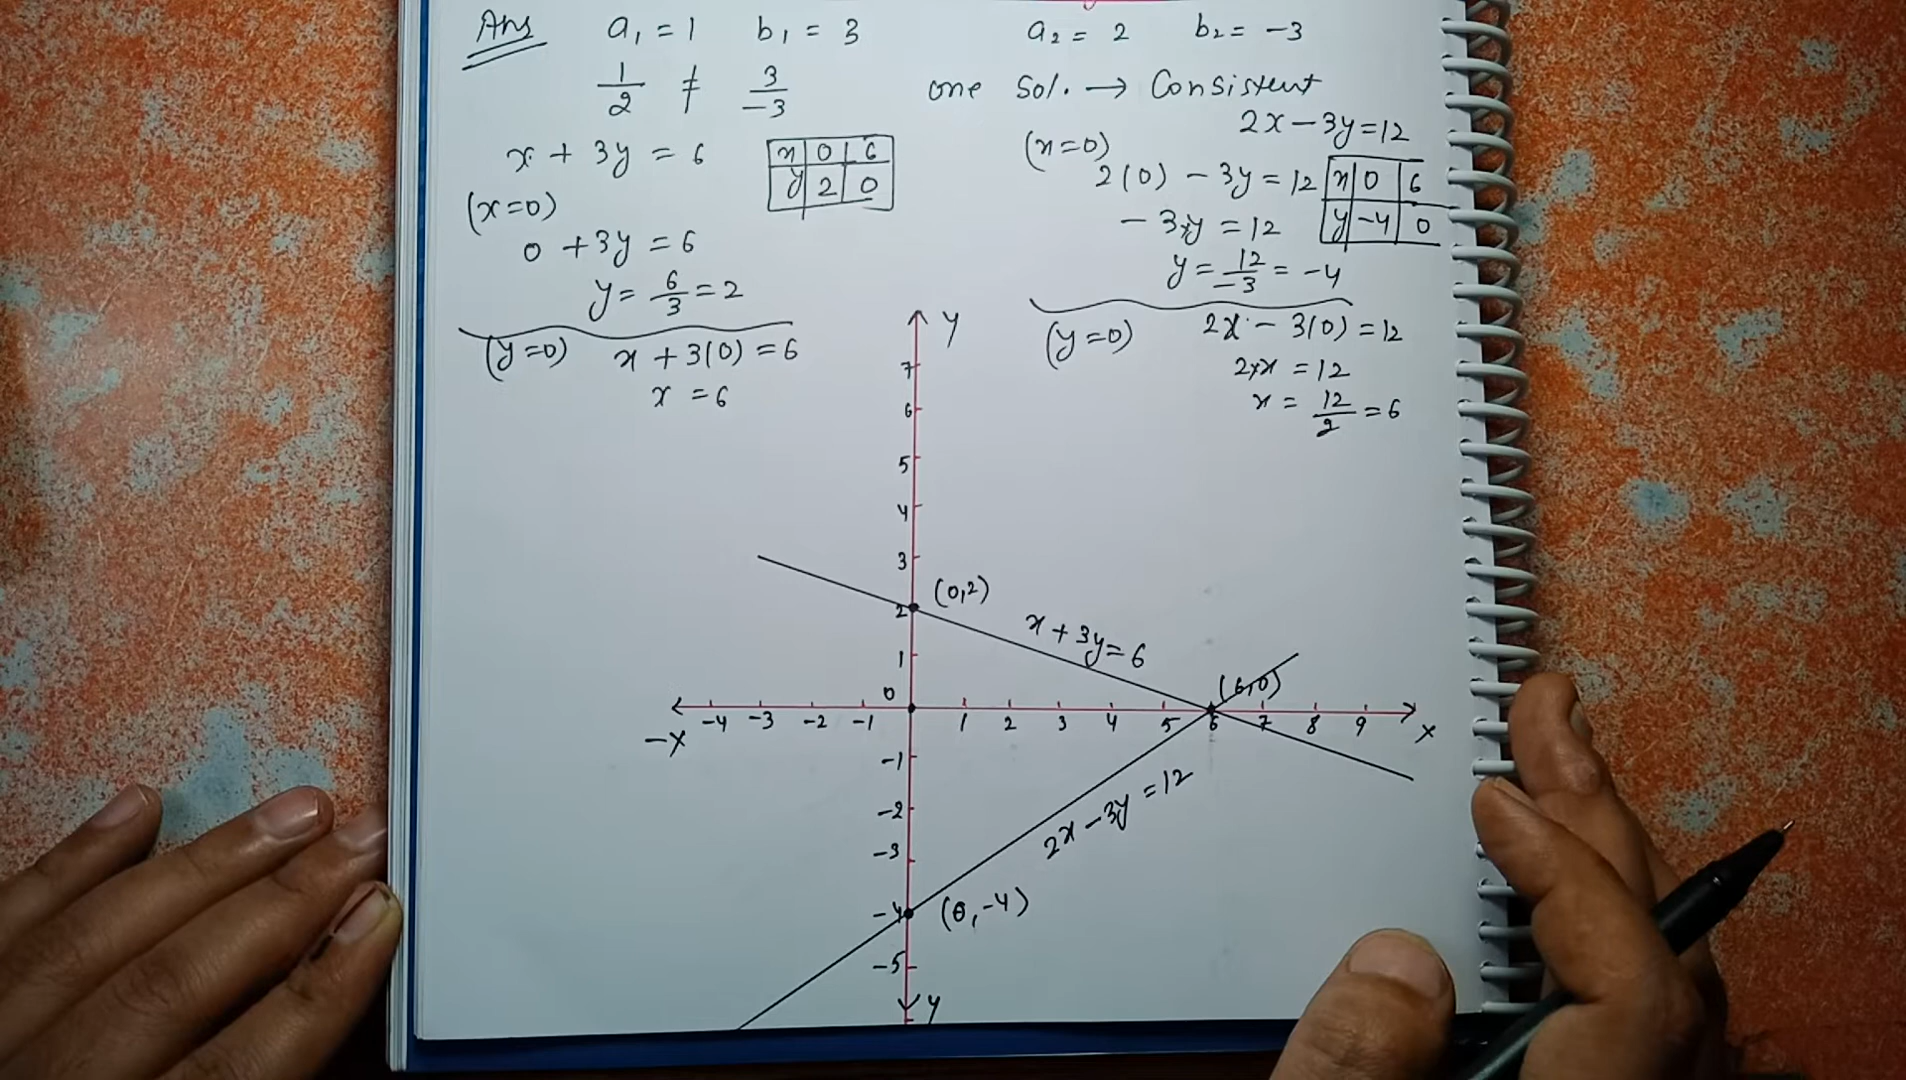 Ans a₁ = 1 b₁ = 3 a₂ = 2 b₂ = -3
1/2 ≠ 3/-3 one Sol. → Consistent
x + 3y = 6
x 0 6
y 2 0
(x=0)
0 + 3y = 6
y = 6/3 = 2
(y=0) x + 3(0) = 6
x = 6
2x - 3y = 12
(x=0)
2(0) - 3y = 12
x 0 6
y -4 0
-3×y = 12
y = 12/-3 = -4
(y=0) 2x - 3(0) = 12
2×x = 12
x = 12/2 = 6
y
7
6
5
4
3
2 (0,2)
x + 3y = 6
1
0 (6,0)
-4 -3 -2 -1 1 2 3 4 5 6 7 8 9
-x x
-1
-2
2x - 3y = 12
-3
-4 (0,-4)
-5
y